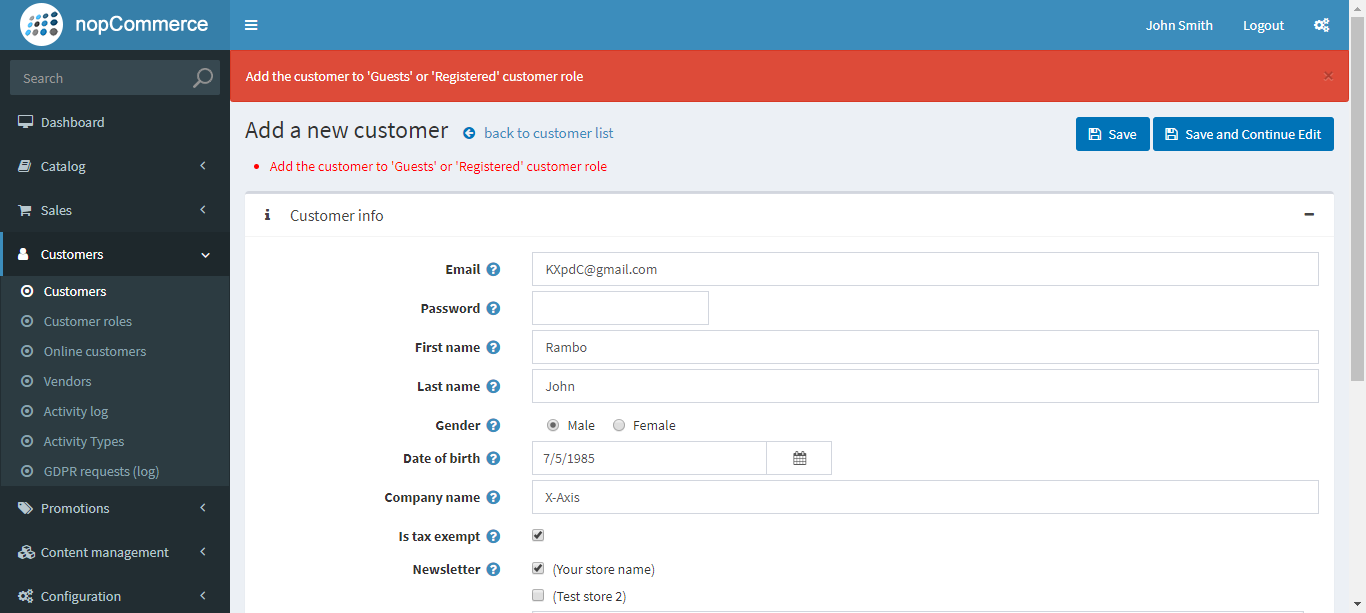 nopCommerce
John Smith Logout
Search
Add the customer to 'Guests' or 'Registered' customer role ×
Dashboard
Catalog
Sales
Customers
Customers
Customer roles
Online customers
Vendors
Activity log
Activity Types
GDPR requests (log)
Promotions
Content management
Configuration
Add a new customer back to customer list
Save Save and Continue Edit
Add the customer to 'Guests' or 'Registered' customer role
Customer info
Email KXpdC@gmail.com
Password
First name Rambo
Last name John
Gender Male Female
Date of birth 7/5/1985
Company name X-Axis
Is tax exempt
Newsletter (Your store name)
(Test store 2)